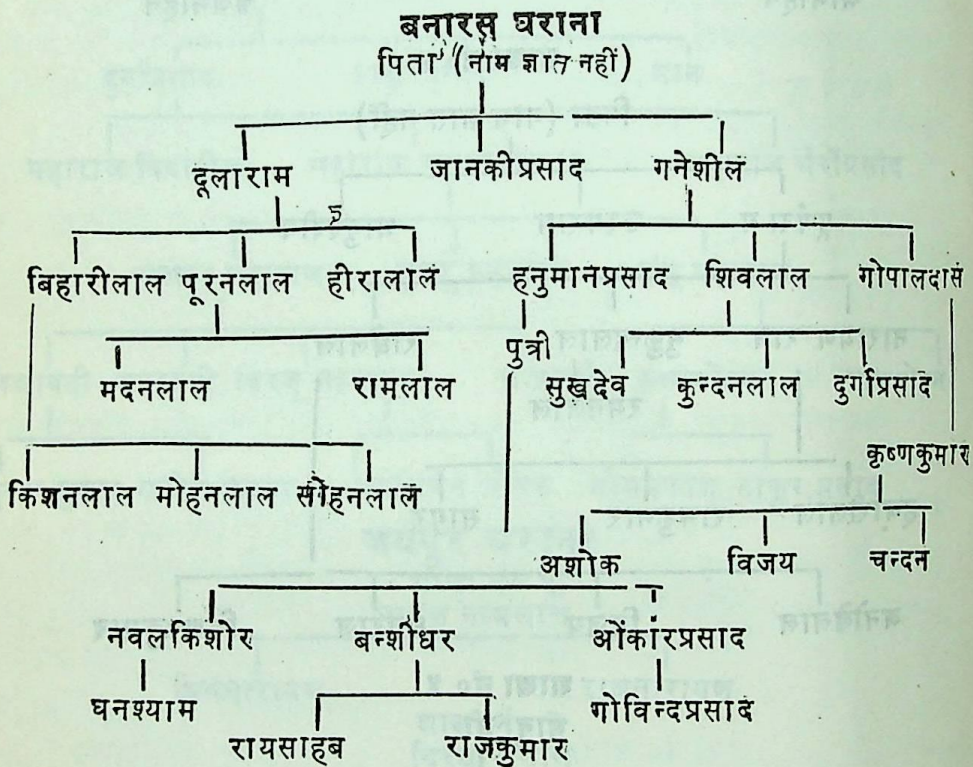 बनारस घराना
पिता (नाम ज्ञात नहीं)
दूलाराम जानकीप्रसाद गनेशील
बिहारीलाल पूरनलाल हीरालाल हनुमानप्रसाद शिवलाल गोपालदास
पुत्री
मदनलाल रामलाल सुखदेव कुन्दनलाल दुर्गाप्रसाद
कृष्णकुमार
किशनलाल मोहनलाल सोहनलाल
अशोक विजय चन्दन
नवलकिशोर बन्शीधर ओंकारप्रसाद
घनश्याम गोविन्दप्रसाद
रायसाहब राजकुमार